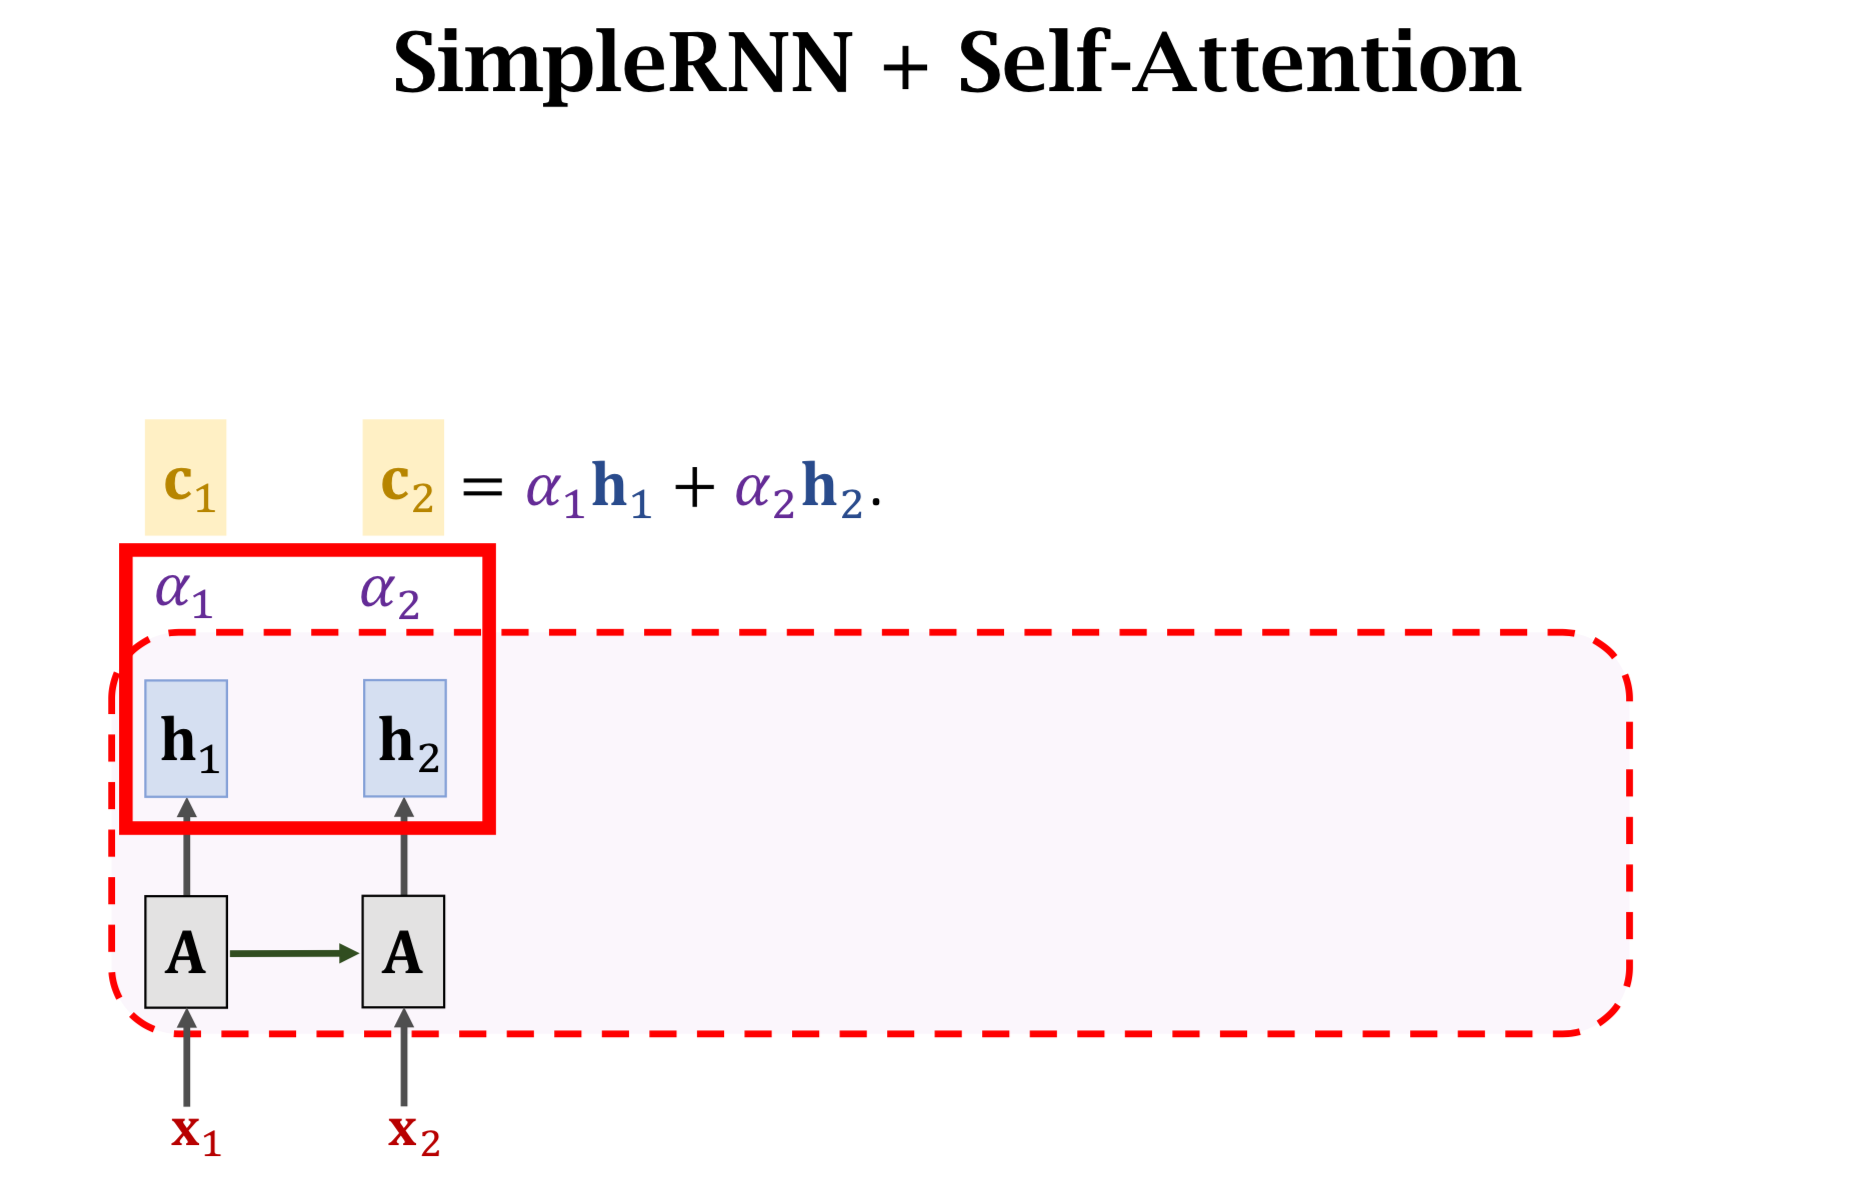 SimpleRNN + Self-Attention
c₁ c₂ = α₁h₁ + α₂h₂.
α₁ α₂
h₁ h₂
A A
x₁ x₂